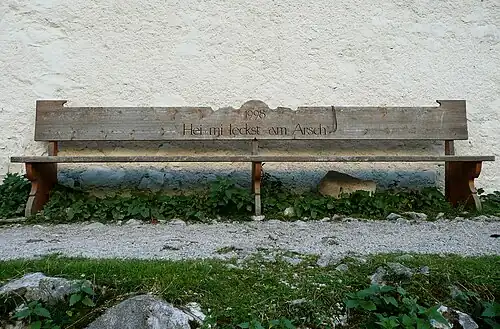 1998
Hei mi leckst am Arsch